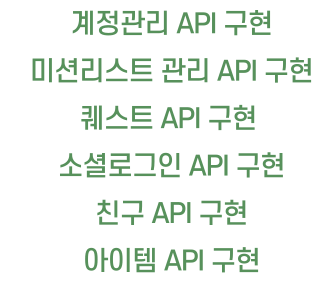 계정관리 API 구현
미션리스트 관리 API 구현
퀘스트 API 구현
소셜로그인 API 구현
친구 API 구현
아이템 API 구현